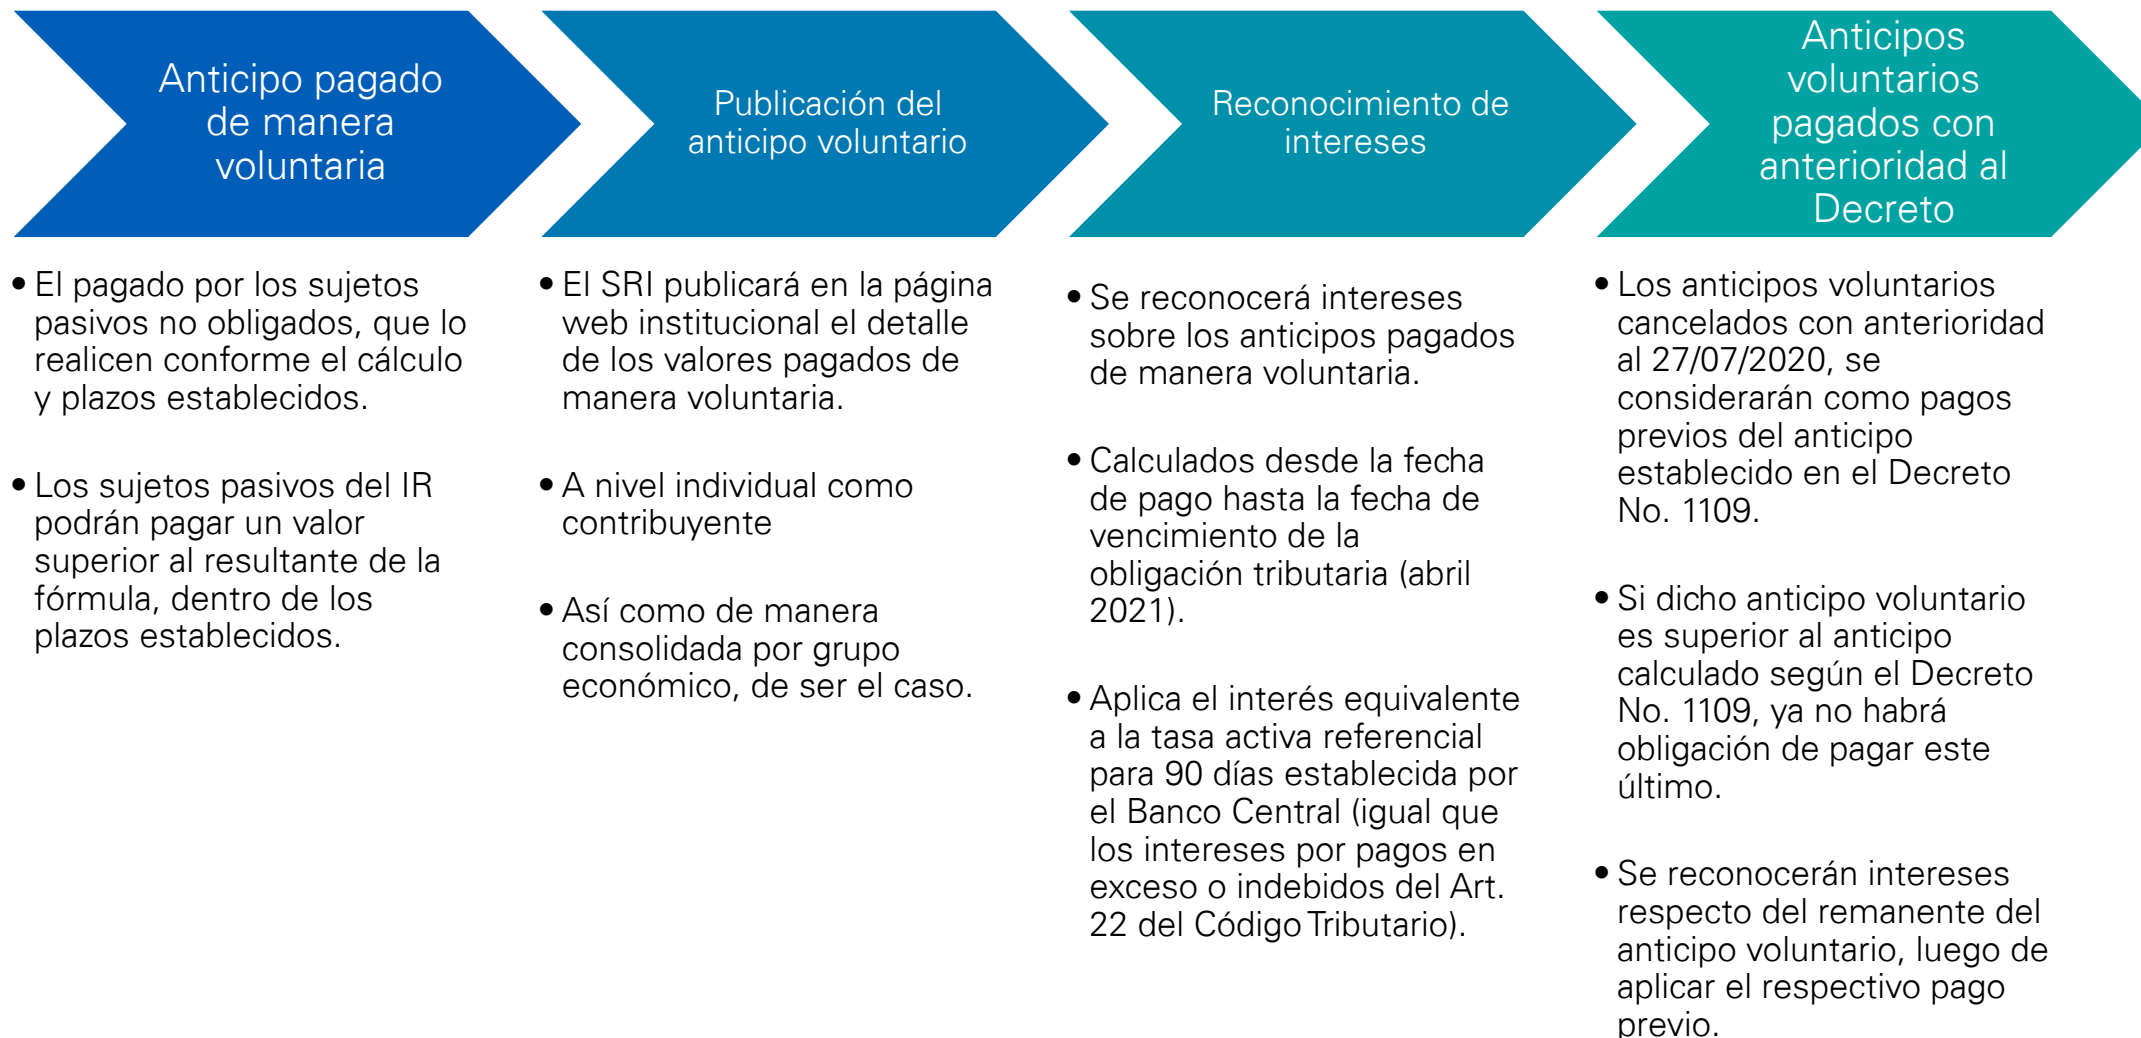 Anticipo pagado
de manera
voluntaria
• El pagado por los sujetos
pasivos no obligados, que lo
realicen conforme el cálculo
y plazos establecidos.
• Los sujetos pasivos del IR
podrán pagar un valor
superior al resultante de la
fórmula, dentro de los
plazos establecidos.
Publicación del
anticipo voluntario
• El SRI publicará en la página
web institucional el detalle
de los valores pagados de
manera voluntaria.
• A nivel individual como
contribuyente
• Así como de manera
consolidada por grupo
económico, de ser el caso.
Reconocimiento de
intereses
• Se reconocerá intereses
sobre los anticipos pagados
de manera voluntaria.
• Calculados desde la fecha
de pago hasta la fecha de
vencimiento de la
obligación tributaria (abril
2021).
• Aplica el interés equivalente
a la tasa activa referencial
para 90 días establecida por
el Banco Central (igual que
los intereses por pagos en
exceso o indebidos del Art.
22 del Código Tributario).
Anticipos
voluntarios
pagados con
anterioridad al
Decreto
• Los anticipos voluntarios
cancelados con anterioridad
al 27/07/2020, se
considerarán como pagos
previos del anticipo
establecido en el Decreto
No. 1109.
• Si dicho anticipo voluntario
es superior al anticipo
calculado según el Decreto
No. 1109, ya no habrá
obligación de pagar este
último.
• Se reconocerán intereses
respecto del remanente del
anticipo voluntario, luego de
aplicar el respectivo pago
previo.